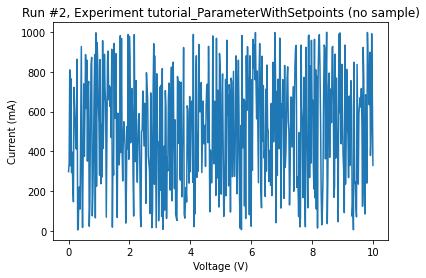 Run #2, Experiment tutorial_ParameterWithSetpoints (no sample)
1000
800
600
400
200
0
Current (mA)
0 2 4 6 8 10
Voltage (V)